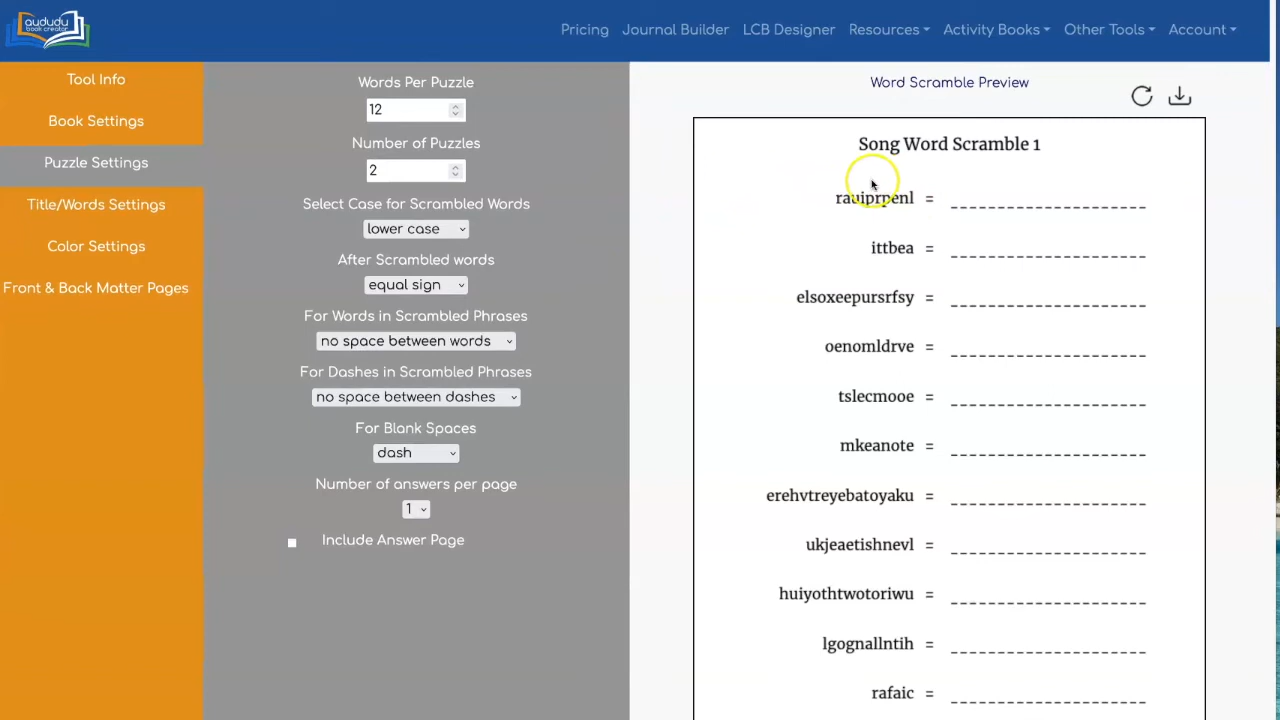 aududu
book creator
Pricing
Journal Builder
LCB Designer
Resources
Activity Books
Other Tools
Account
Tool Info
Book Settings
Puzzle Settings
Title/Words Settings
Color Settings
Front & Back Matter Pages
Words Per Puzzle
12
Number of Puzzles
2
Select Case for Scrambled Words
lower case
After Scrambled words
equal sign
For Words in Scrambled Phrases
no space between words
For Dashes in Scrambled Phrases
no space between dashes
For Blank Spaces
dash
Number of answers per page
1
Include Answer Page
Word Scramble Preview
Song Word Scramble 1
rauiprpenl = _ _ _ _ _ _ _ _ _ _ _ _ _ _ _ _ _ _ _ _
ittbea = _ _ _ _ _ _ _ _ _ _ _ _ _ _ _ _ _ _ _ _
elsoxeepursrfsy = _ _ _ _ _ _ _ _ _ _ _ _ _ _ _ _ _ _ _ _
oenomldrve = _ _ _ _ _ _ _ _ _ _ _ _ _ _ _ _ _ _ _ _
tslecmooe = _ _ _ _ _ _ _ _ _ _ _ _ _ _ _ _ _ _ _ _
mkeanote = _ _ _ _ _ _ _ _ _ _ _ _ _ _ _ _ _ _ _ _
erehvtreyebatoyaku = _ _ _ _ _ _ _ _ _ _ _ _ _ _ _ _ _ _ _ _
ukjeaetishnevl = _ _ _ _ _ _ _ _ _ _ _ _ _ _ _ _ _ _ _ _
huiyothtwotoriwu = _ _ _ _ _ _ _ _ _ _ _ _ _ _ _ _ _ _ _ _
lgognallntih = _ _ _ _ _ _ _ _ _ _ _ _ _ _ _ _ _ _ _ _
rafaic = _ _ _ _ _ _ _ _ _ _ _ _ _ _ _ _ _ _ _ _